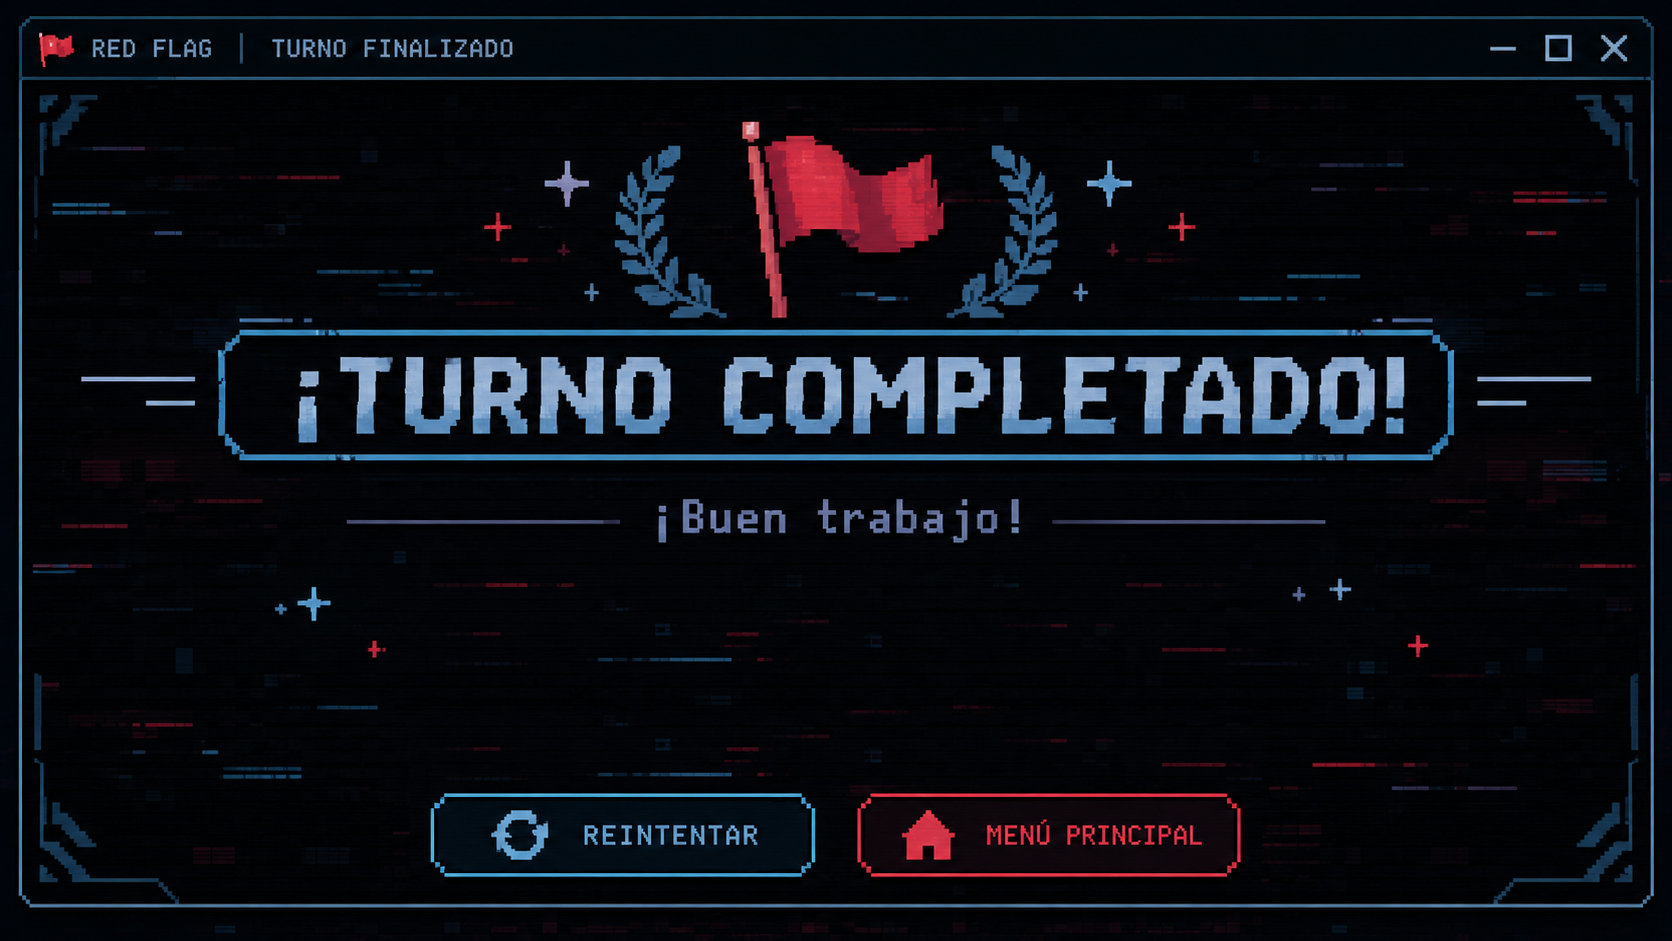 RED FLAG | TURNO FINALIZADO
¡TURNO COMPLETADO!
¡Buen trabajo!
REINTENTAR
MENÚ PRINCIPAL